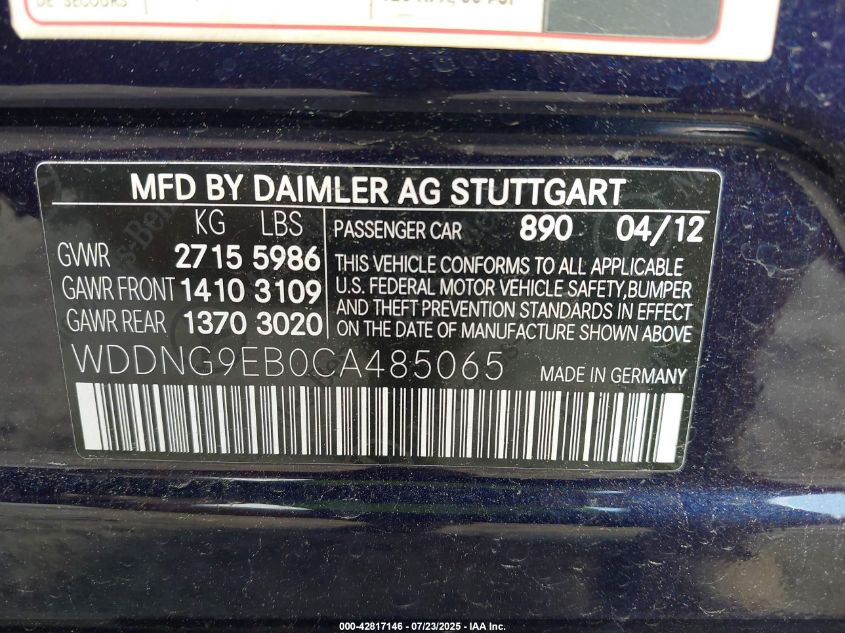 DE SECOURS
MFD BY DAIMLER AG STUTTGART
KG LBS
GVWR 2715 5986
GAWR FRONT 1410 3109
GAWR REAR 1370 3020
PASSENGER CAR 890 04/12
THIS VEHICLE CONFORMS TO ALL APPLICABLE
U.S. FEDERAL MOTOR VEHICLE SAFETY,BUMPER
AND THEFT PREVENTION STANDARDS IN EFFECT
ON THE DATE OF MANUFACTURE SHOWN ABOVE
WDDNG9EB0CA485065
MADE IN GERMANY
000-42817146 - 07/23/2025 - IAA Inc.